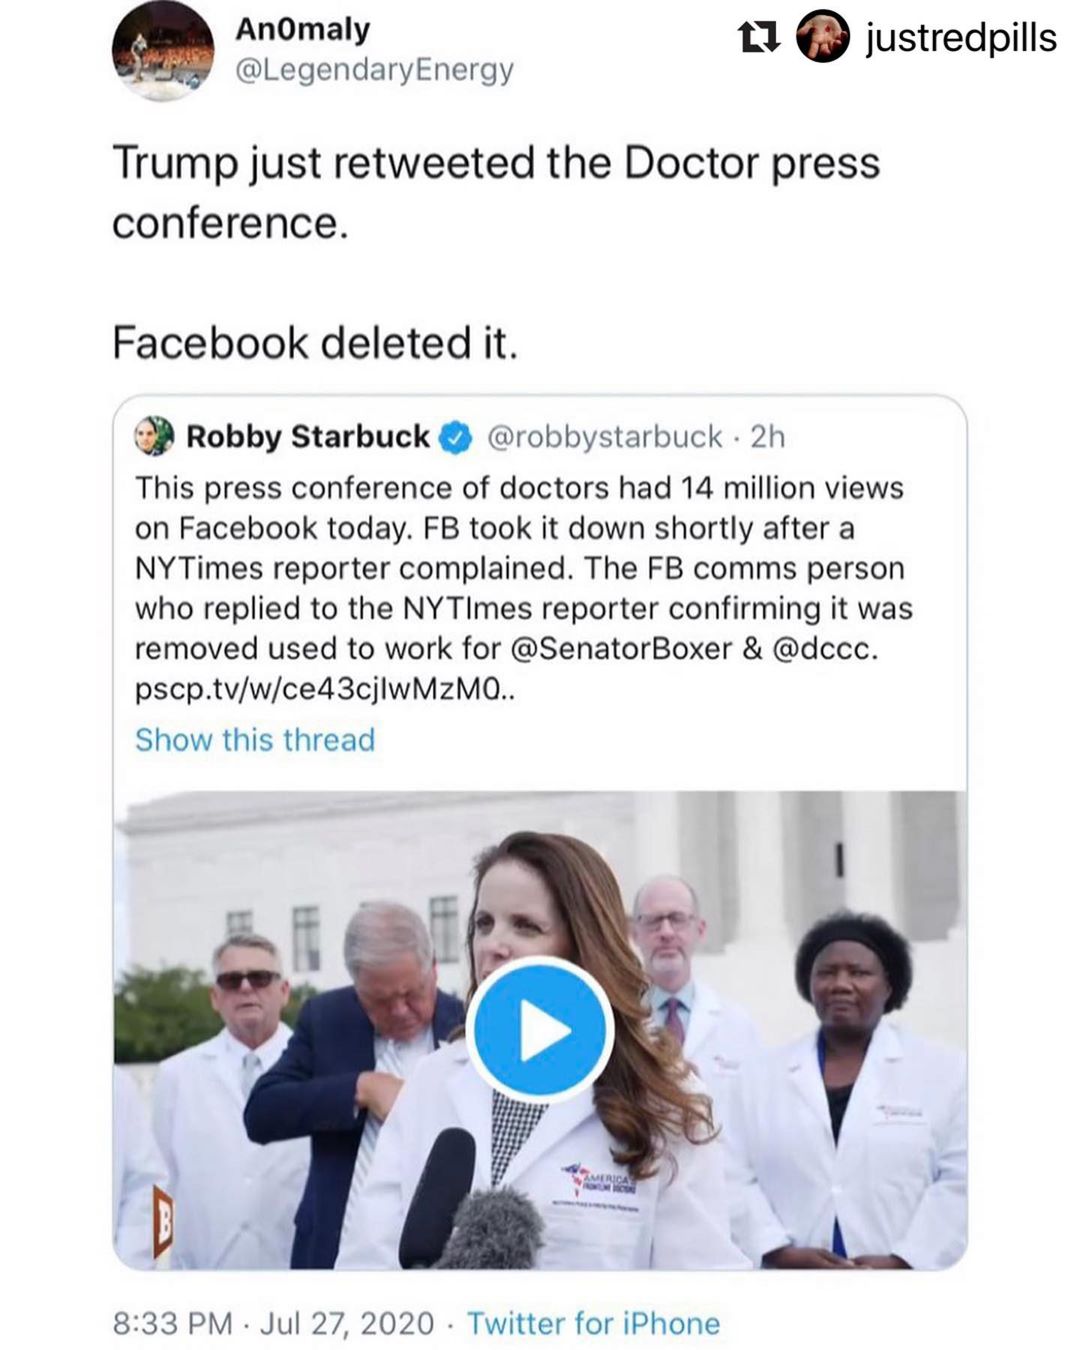 An0maly
@LegendaryEnergy
justredpills
Trump just retweeted the Doctor press
conference.
Facebook deleted it.
Robby Starbuck @robbystarbuck · 2h
This press conference of doctors had 14 million views
on Facebook today. FB took it down shortly after a
NYTimes reporter complained. The FB comms person
who replied to the NYTImes reporter confirming it was
removed used to work for @SenatorBoxer & @dccc.
pscp.tv/w/ce43cjlwMzM0..
Show this thread
AMERICA'S
FRONTLINE DOCTORS
B
8:33 PM · Jul 27, 2020 · Twitter for iPhone